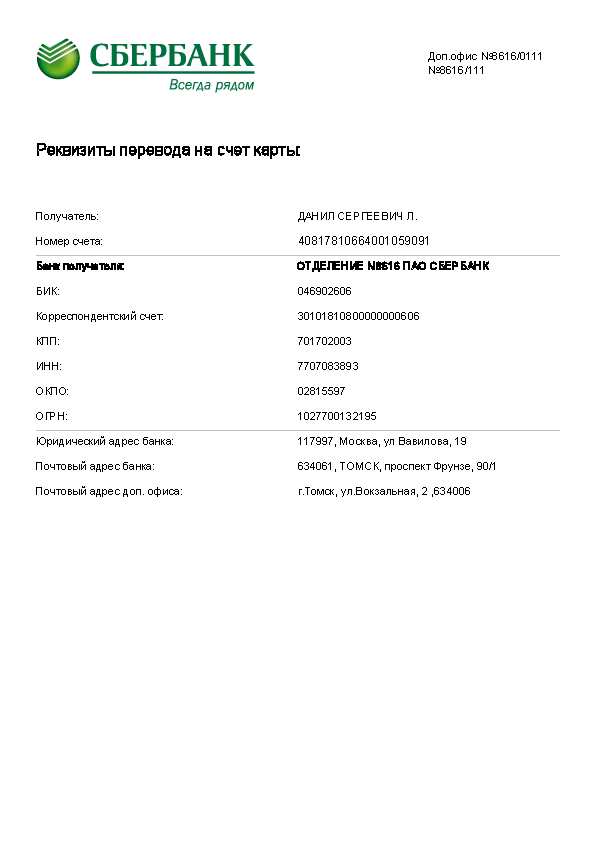 СБЕРБАНК
Всегда рядом
Доп.офис №8616/0111
№8616/111
Реквизиты перевода на счет карты:
Получатель: ДАНИЛ СЕРГЕЕВИЧ Л.
Номер счета: 40817810664001059091
Банк получателя: ОТДЕЛЕНИЕ N8616 ПАО СБЕРБАНК
БИК: 046902606
Корреспондентский счет: 30101810800000000606
КПП: 701702003
ИНН: 7707083893
ОКПО: 02815597
ОГРН: 1027700132195
Юридический адрес банка: 117997, Москва, ул Вавилова, 19
Почтовый адрес банка: 634061, ТОМСК, проспект Фрунзе, 90/1
Почтовый адрес доп. офиса: г.Томск, ул.Вокзальная, 2 ,634006